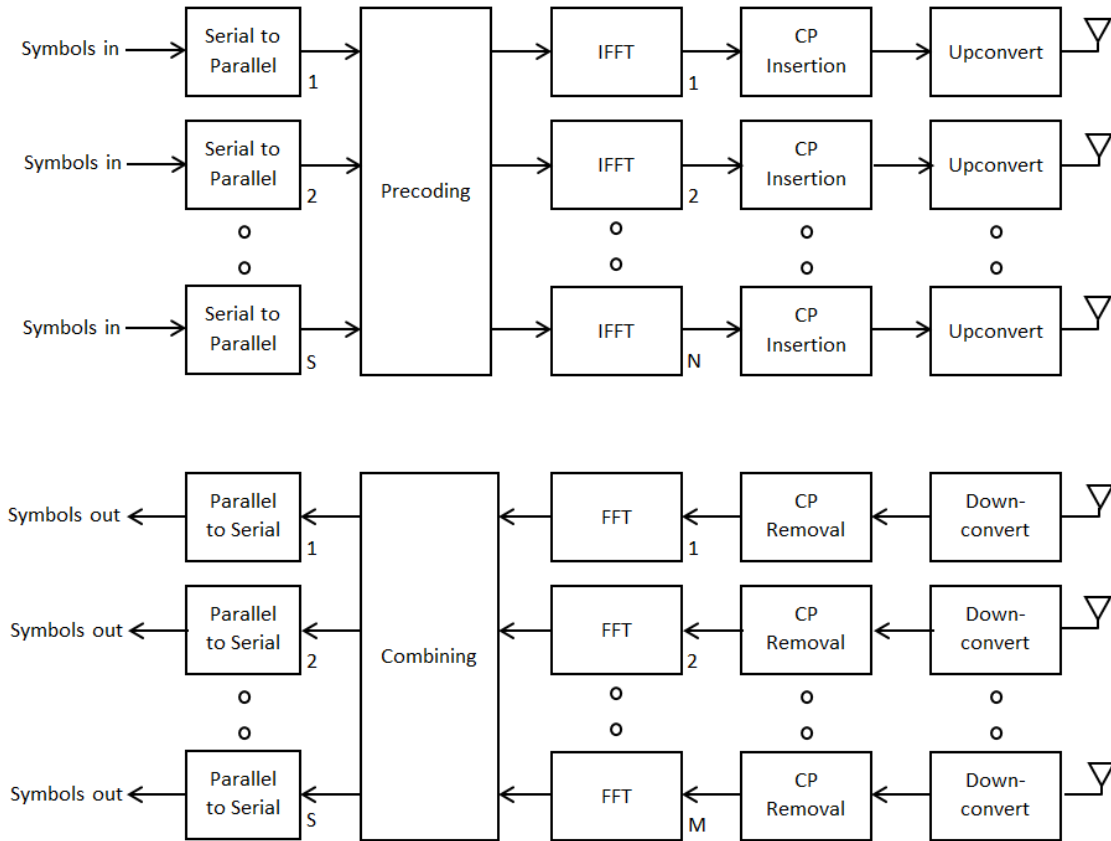 Symbols in
Serial to
Parallel
1
IFFT
1
CP
Insertion
Upconvert
Symbols in
Serial to
Parallel
2
Precoding
IFFT
2
CP
Insertion
Upconvert
Symbols in
Serial to
Parallel
S
IFFT
N
CP
Insertion
Upconvert
Symbols out
Parallel
to Serial
1
FFT
1
CP
Removal
Down-
convert
Symbols out
Parallel
to Serial
2
Combining
FFT
2
CP
Removal
Down-
convert
Symbols out
Parallel
to Serial
S
FFT
M
CP
Removal
Down-
convert